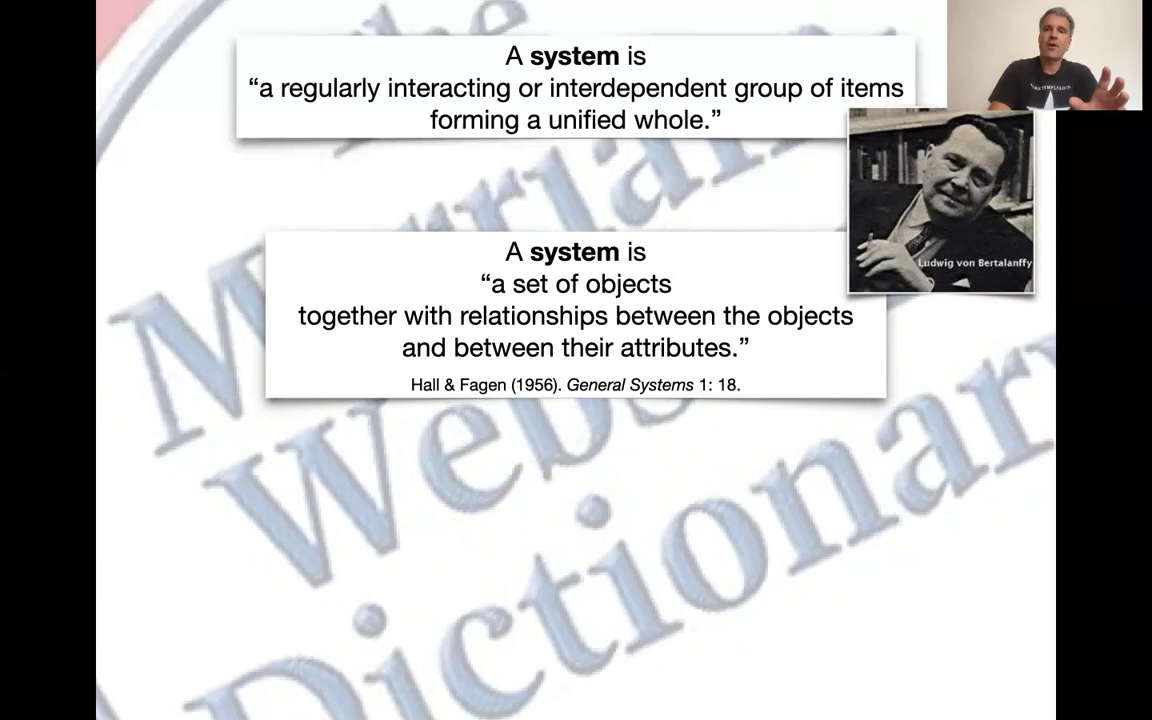 A system is
“a regularly interacting or interdependent group of items
forming a unified whole.”
Ludwig von Bertalanffy
A system is
“a set of objects
together with relationships between the objects
and between their attributes.”
Hall & Fagen (1956). General Systems 1: 18.
The
Merriam
Webs
Dictionary